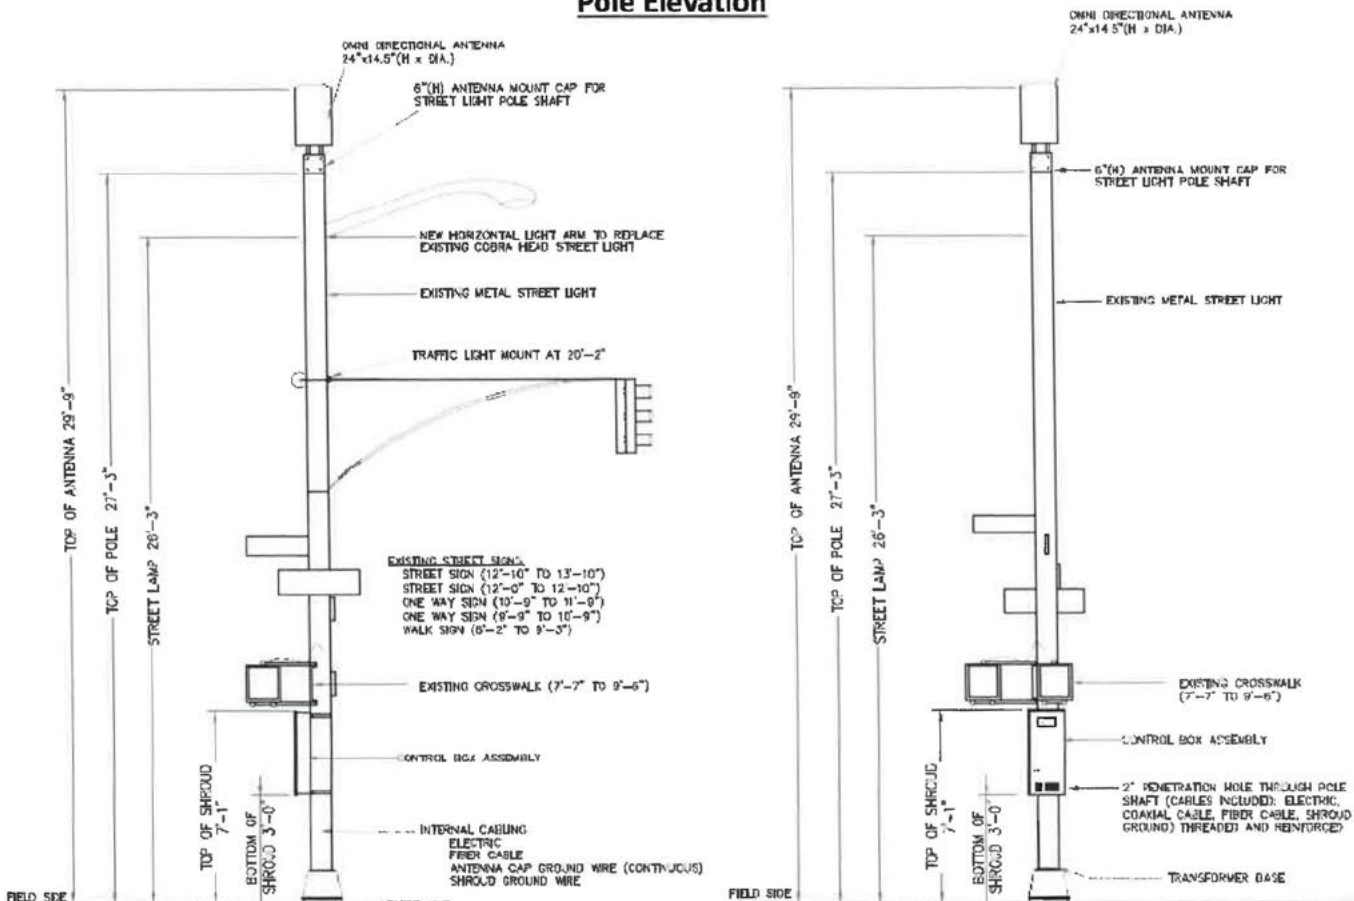 Pole Elevation
OMNI DIRECTIONAL ANTENNA
24"x14.5"(H x DIA.)
6"(H) ANTENNA MOUNT CAP FOR
STREET LIGHT POLE SHAFT
NEW HORIZONTAL LIGHT ARM TO REPLACE
EXISTING COBRA HEAD STREET LIGHT
EXISTING METAL STREET LIGHT
TRAFFIC LIGHT MOUNT AT 20'-2"
TOP OF ANTENNA 29'-9"
TOP OF POLE 27'-3"
STREET LAMP 26'-3"
EXISTING STREET SIGNS
STREET SIGN (12'-10" TO 13'-10")
STREET SIGN (12'-0" TO 12'-10")
ONE WAY SIGN (10'-9" TO 11'-9")
ONE WAY SIGN (9'-9" TO 10'-9")
WALK SIGN TO 9'-3")
EXISTING CROSSWALK (7'-7" TO 9'-6")
CONTROL BOX ASSEMBLY
TOP OF SHROUD
7'-1"
BOTTOM OF
SHROUD 3'-0"
INTERNAL CABLING
ELECTRIC
FIBER CABLE
ANTENNA CAP GROUND WIRE (CONTINUOUS)
SHROUD GROUND WIRE
FIELD SIDE
OMNI DIRECTIONAL ANTENNA
24"x14.5"(H x DIA.)
6"(H) ANTENNA MOUNT CAP FOR
STREET LIGHT POLE SHAFT
EXISTING METAL STREET LIGHT
TOP OF ANTENNA 29'-9"
TOP OF POLE 27'-3"
STREET LAMP 26'-3"
EXISTING CROSSWALK
(7'-7" TO 9'-6")
CONTROL BOX ASSEMBLY
2" PENETRATION HOLE THROUGH POLE
SHAFT (CABLES INCLUDED: ELECTRIC,
COAXIAL CABLE, FIBER CABLE, SHROUD
GROUND) THREADED AND REINFORCED
TOP OF SHROUD
7'-1"
BOTTOM OF
SHROUD 3'-0"
TRANSFORMER BASE
FIELD SIDE